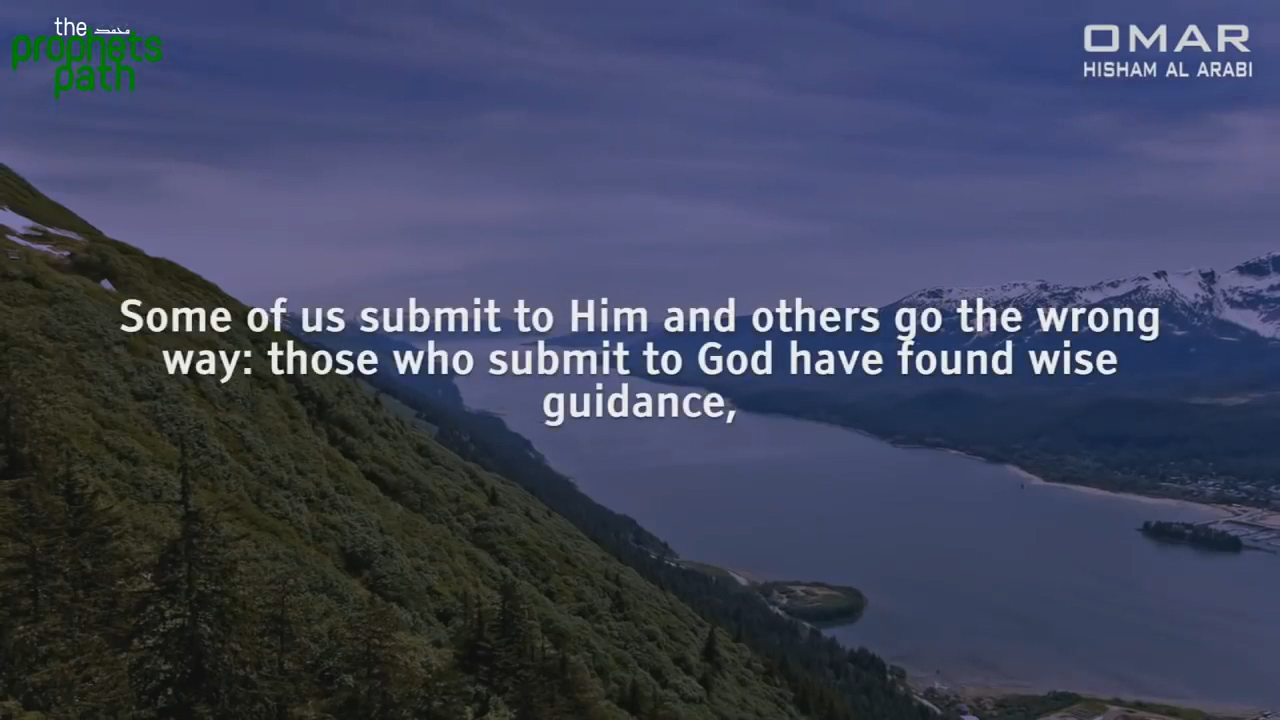 the محمد
prophets
path
OMAR
HISHAM AL ARABI
Some of us submit to Him and others go the wrong
way: those who submit to God have found wise
guidance,